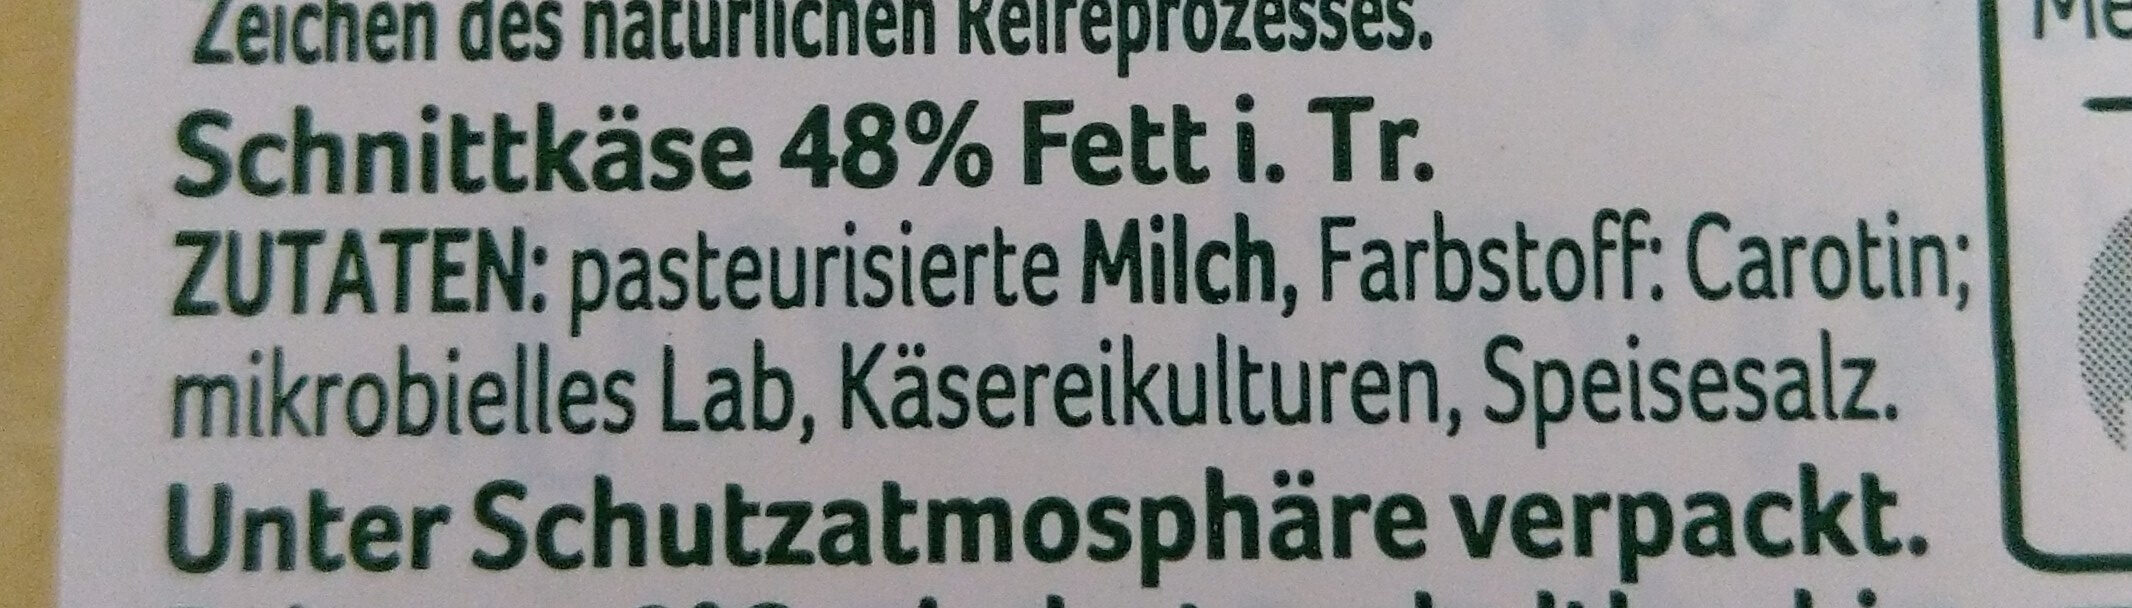 Zeichen des natürlichen Reifeprozesses.
Schnittkäse 48% Fett i. Tr.
ZUTATEN: pasteurisierte Milch, Farbstoff: Carotin;
mikrobielles Lab, Käsereikulturen, Speisesalz.
Unter Schutzatmosphäre verpackt.